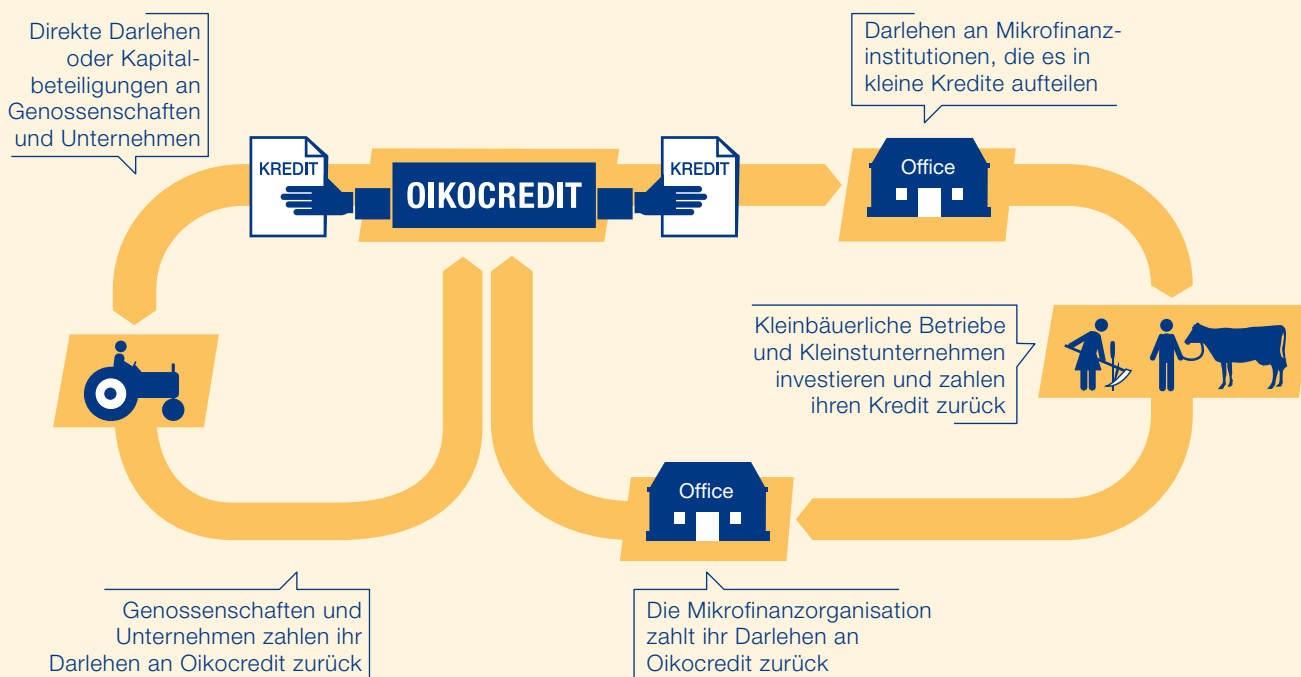 Direkte Darlehen
oder Kapital-
beteiligungen an
Genossenschaften
und Unternehmen
Darlehen an Mikrofinanz-
institutionen, die es in
kleine Kredite aufteilen
KREDIT
OIKOCREDIT
KREDIT
Office
Kleinbäuerliche Betriebe
und Kleinstunternehmen
investieren und zahlen
ihren Kredit zurück
Office
Genossenschaften und
Unternehmen zahlen ihr
Darlehen an Oikocredit zurück
Die Mikrofinanzorganisation
zahlt ihr Darlehen an
Oikocredit zurück